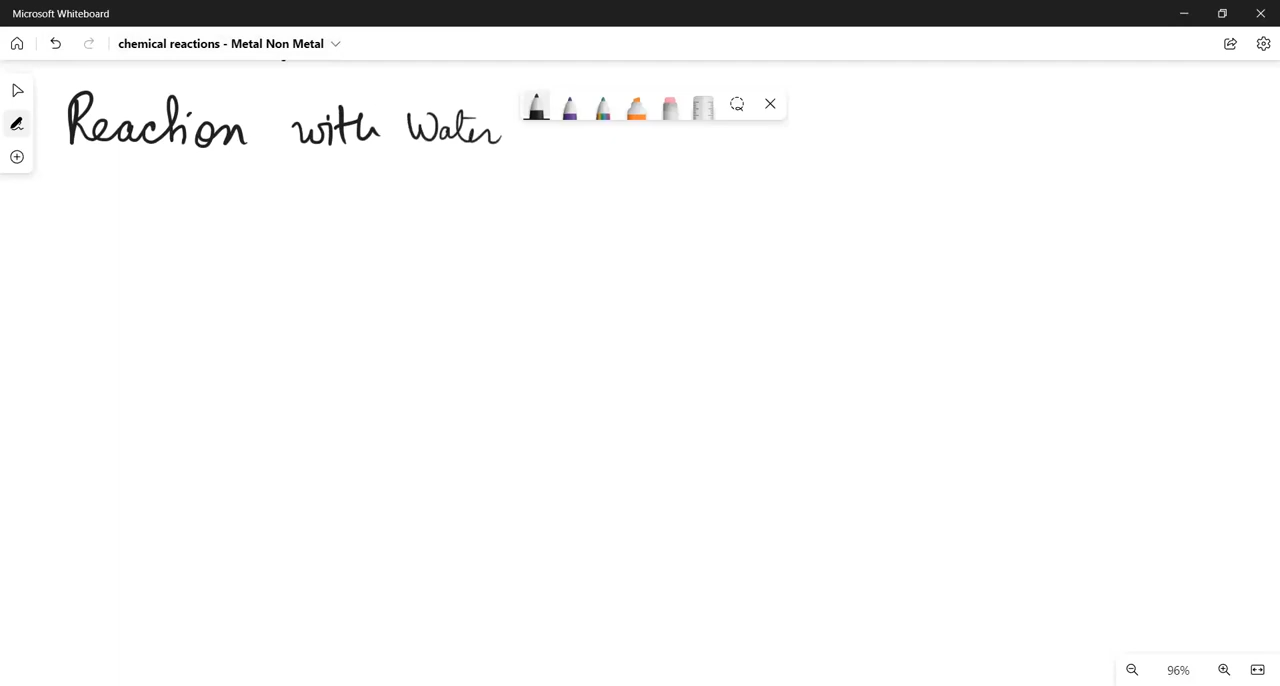 Microsoft Whiteboard
chemical reactions - Metal Non Metal
Reaction with Water
96%